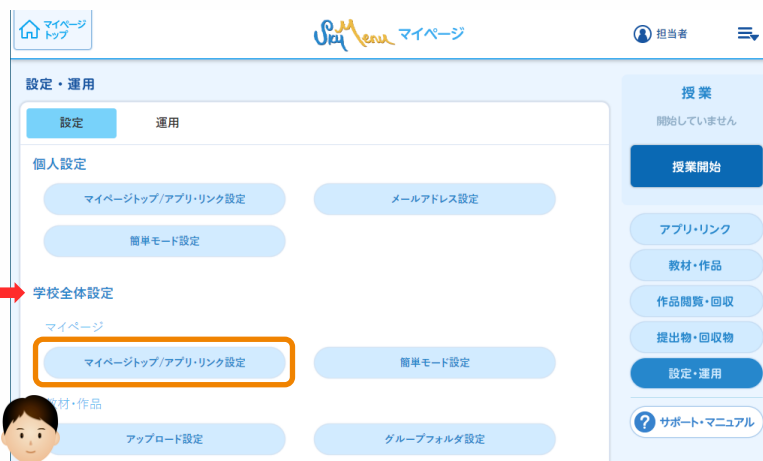 マイページ
トップ
SkyMenu マイページ
担当者
設定・運用
設定 運用
個人設定
マイページトップ/アプリ・リンク設定 メールアドレス設定
簡単モード設定
学校全体設定
マイページ
マイページトップ/アプリ・リンク設定 簡単モード設定
教材・作品
アップロード設定 グループフォルダ設定
授業
開始していません
授業開始
アプリ・リンク
教材・作品
作品閲覧・回収
提出物・回収物
設定・運用
? サポート・マニュアル